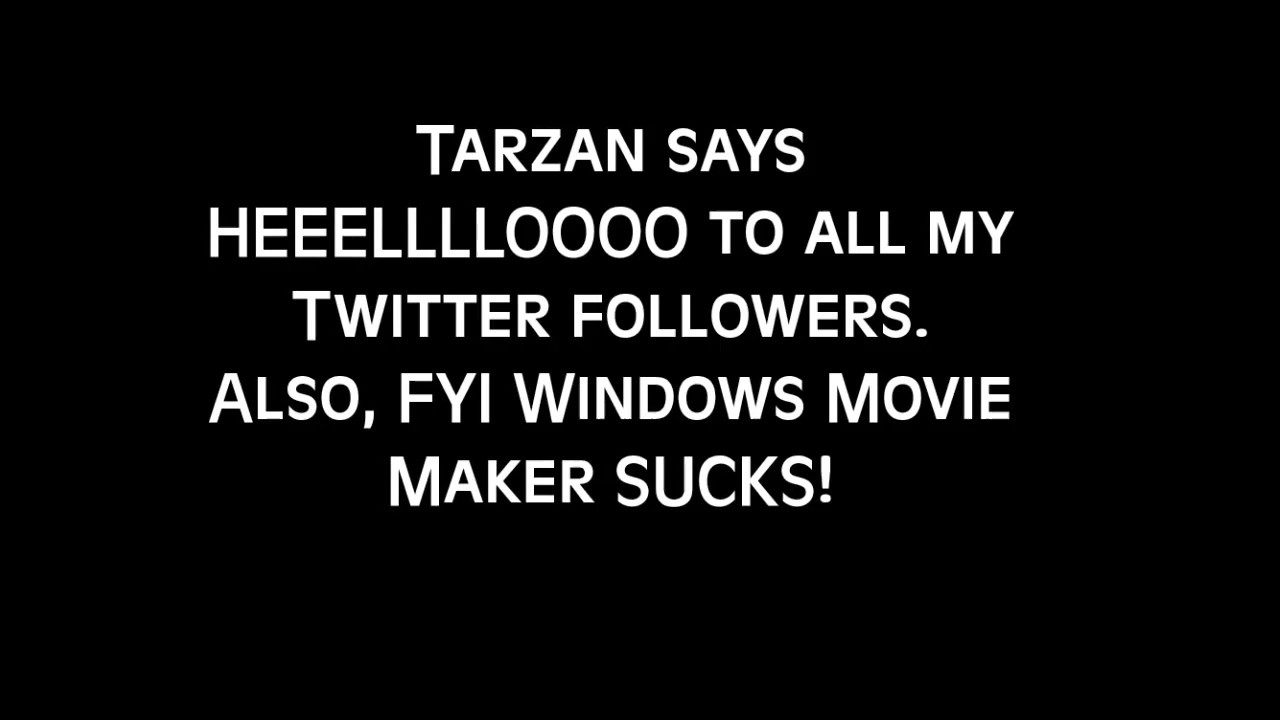 Tarzan says
HEEELLLLOOOO to all my
Twitter followers.
Also, FYI Windows Movie
Maker SUCKS!